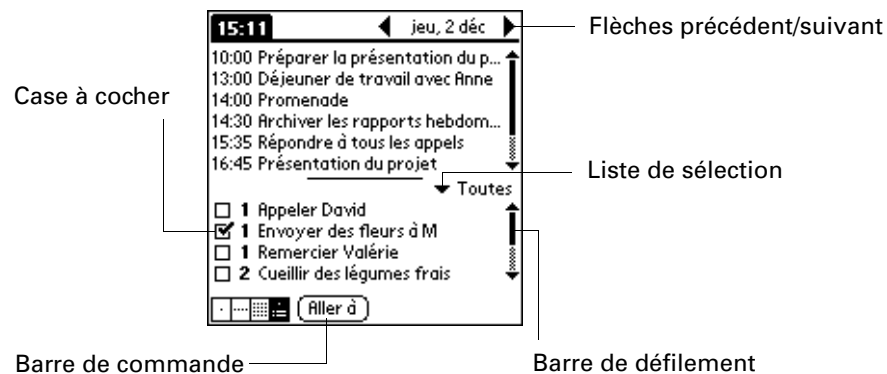 15:11
jeu, 2 déc
Flèches précédent/suivant
10:00 Préparer la présentation du p...
13:00 Déjeuner de travail avec Anne
Case à cocher
14:00 Promenade
14:30 Archiver les rapports hebdom...
15:35 Répondre à tous les appels
16:45 Présentation du projet
Liste de sélection
Toutes
1 Appeler David
1 Envoyer des fleurs à M
1 Remercier Valérie
2 Cueillir des légumes frais
Aller à
Barre de commande
Barre de défilement